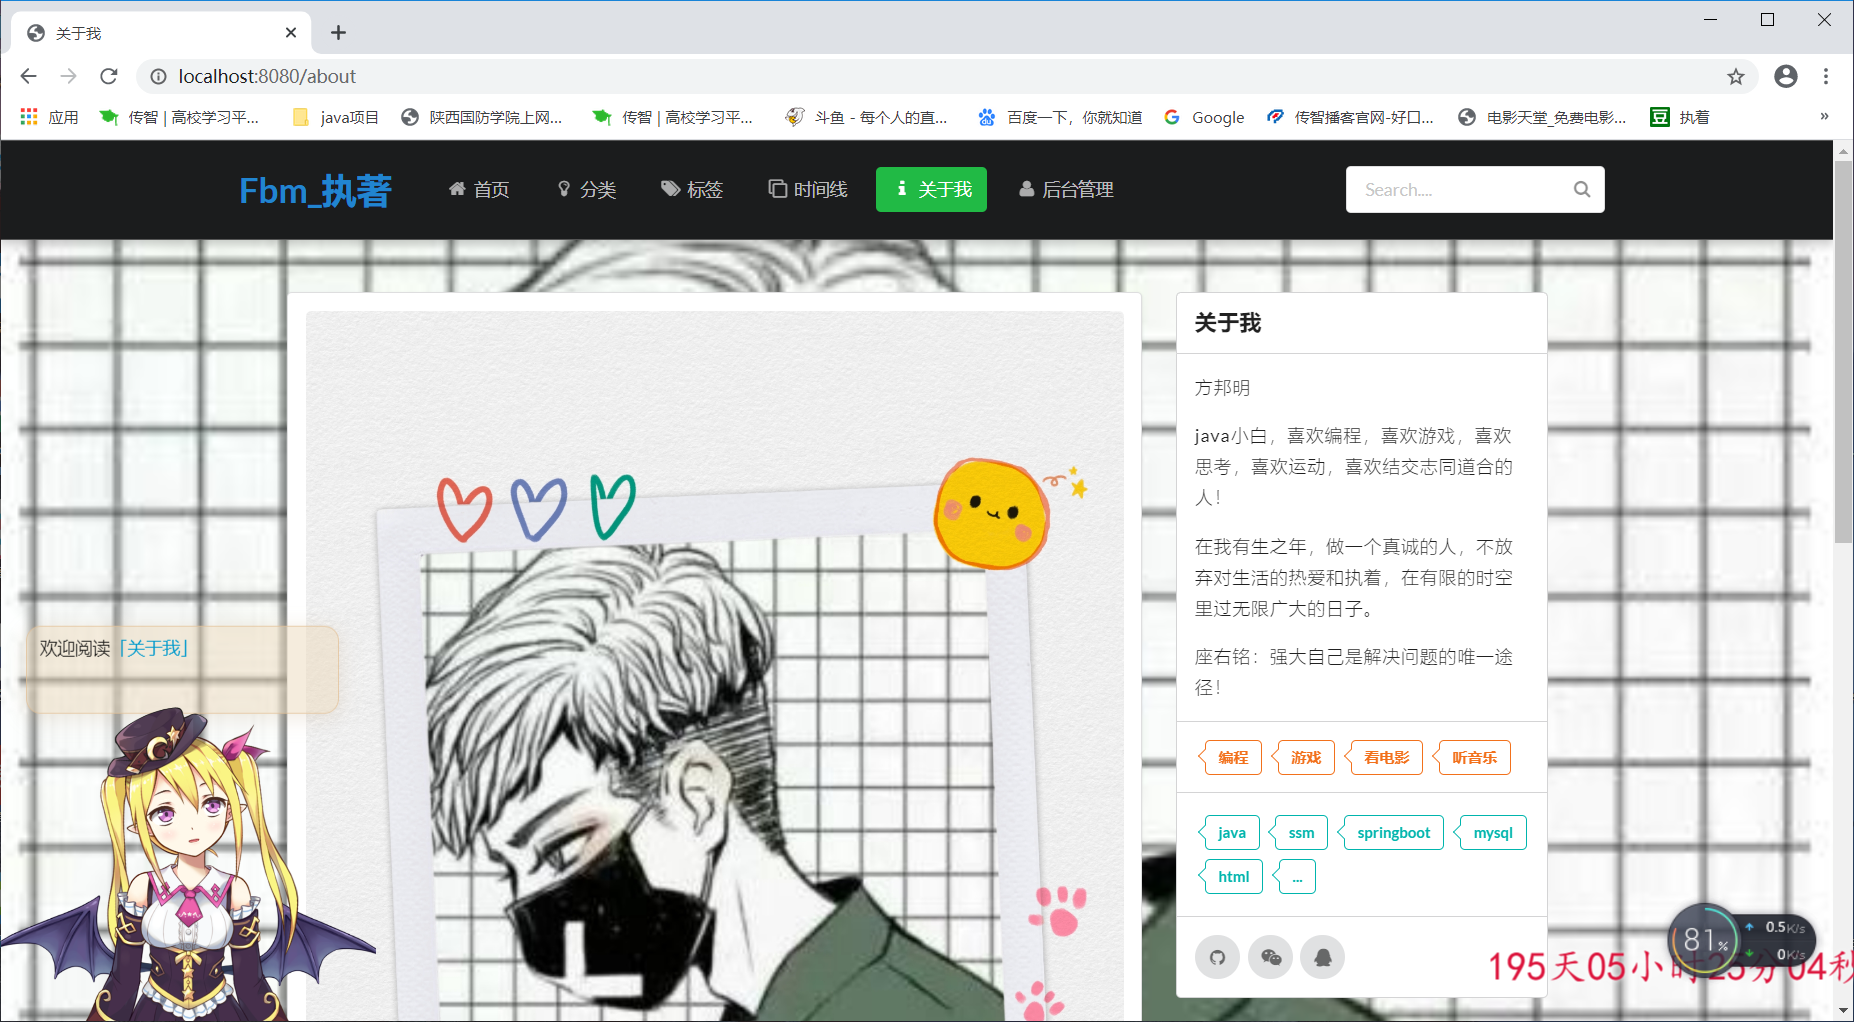 关于我
localhost:8080/about
应用 传智 | 高校学习平... java项目 陕西国防学院上网... 传智 | 高校学习平... 斗鱼 - 每个人的直... 百度一下，你就知道 Google 传智播客官网-好口... 电影天堂_免费电影... 执着 »
Fbm_执著 首页 分类 标签 时间线 关于我 后台管理 Search....
关于我
方邦明
java小白，喜欢编程，喜欢游戏，喜欢
思考，喜欢运动，喜欢结交志同道合的
人！
在我有生之年，做一个真诚的人，不放
弃对生活的热爱和执着，在有限的时空
里过无限广大的日子。
座右铭：强大自己是解决问题的唯一途
径！
编程 游戏 看电影 听音乐
java ssm springboot mysql
html ...
欢迎阅读「关于我」
81% 0.5K/s
0K/s
195天05小时23分04秒